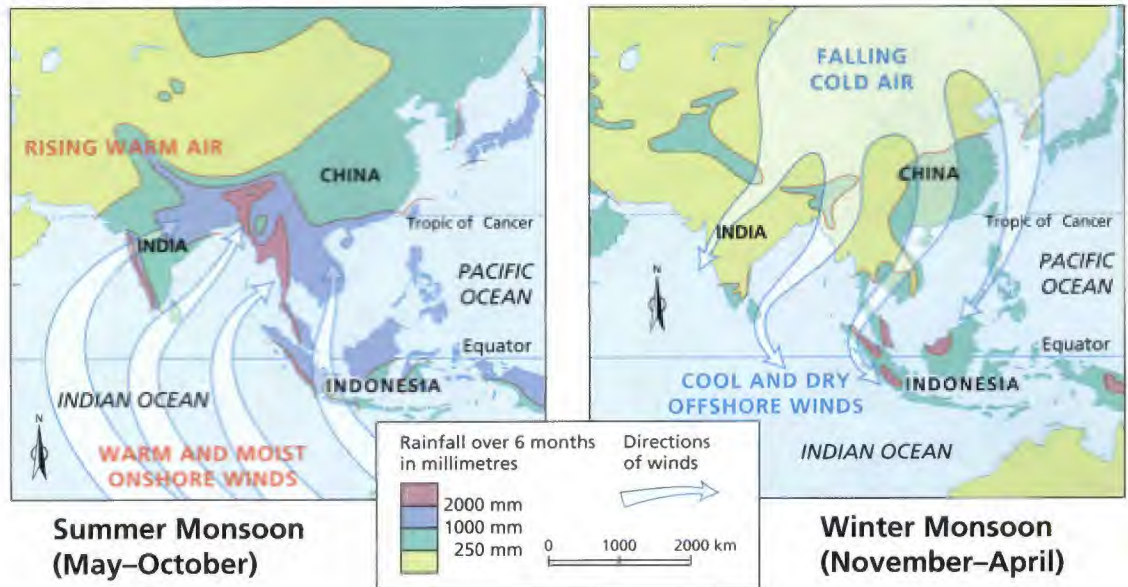 RISING WARM AIR
CHINA
INDIA
Tropic of Cancer
PACIFIC
OCEAN
Equator
INDONESIA
INDIAN OCEAN
N
WARM AND MOIST
ONSHORE WINDS
Summer Monsoon
(May–October)
FALLING
COLD AIR
CHINA
INDIA
Tropic of Cancer
N
PACIFIC
OCEAN
Equator
COOL AND DRY
OFFSHORE WINDS
INDONESIA
INDIAN OCEAN
Winter Monsoon
(November–April)
Rainfall over 6 months
in millimetres
2000 mm
1000 mm
250 mm
Directions
of winds
0 1000 2000 km